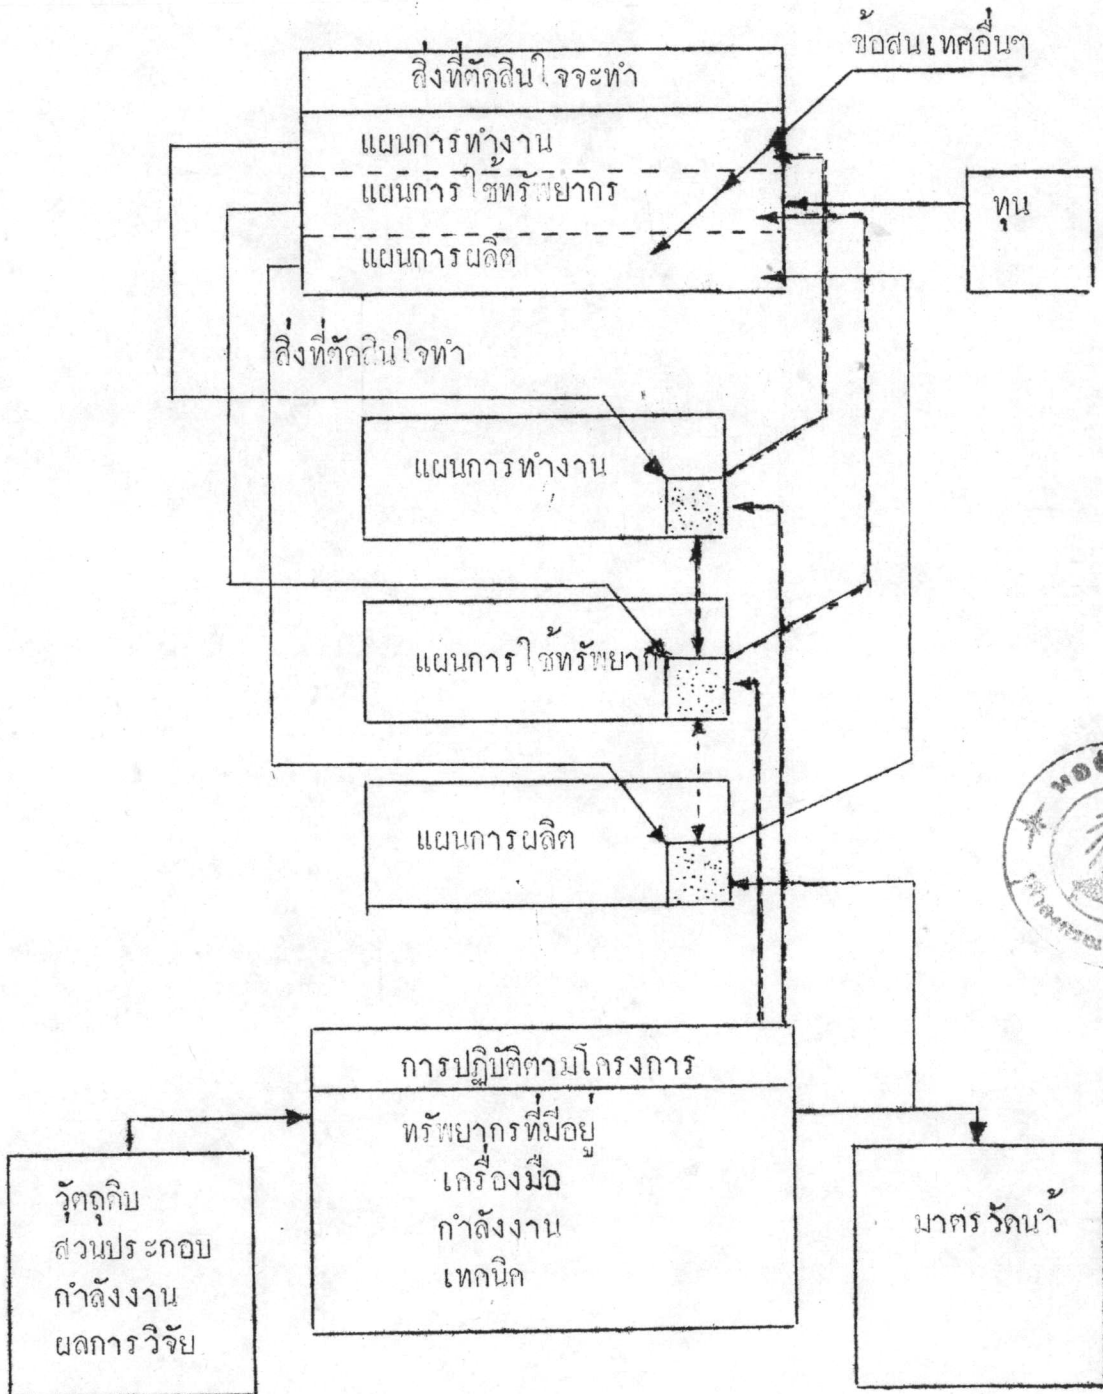 ข้อสนเทศอื่นๆ
สิ่งที่ตัดสินใจจะทำ
แผนการทำงาน
แผนการใช้ทรัพยากร
แผนการผลิต
ทุน
สิ่งที่ตัดสินใจทำ
แผนการทำงาน
แผนการใช้ทรัพยากร
แผนการผลิต
การปฏิบัติตามโครงการ
ทรัพยากรที่มีอยู่
เครื่องมือ
กำลังงาน
เทคนิค
วัตถุดิบ
ส่วนประกอบ
กำลังงาน
ผลการวิจัย
มาตรวัดน้ำ